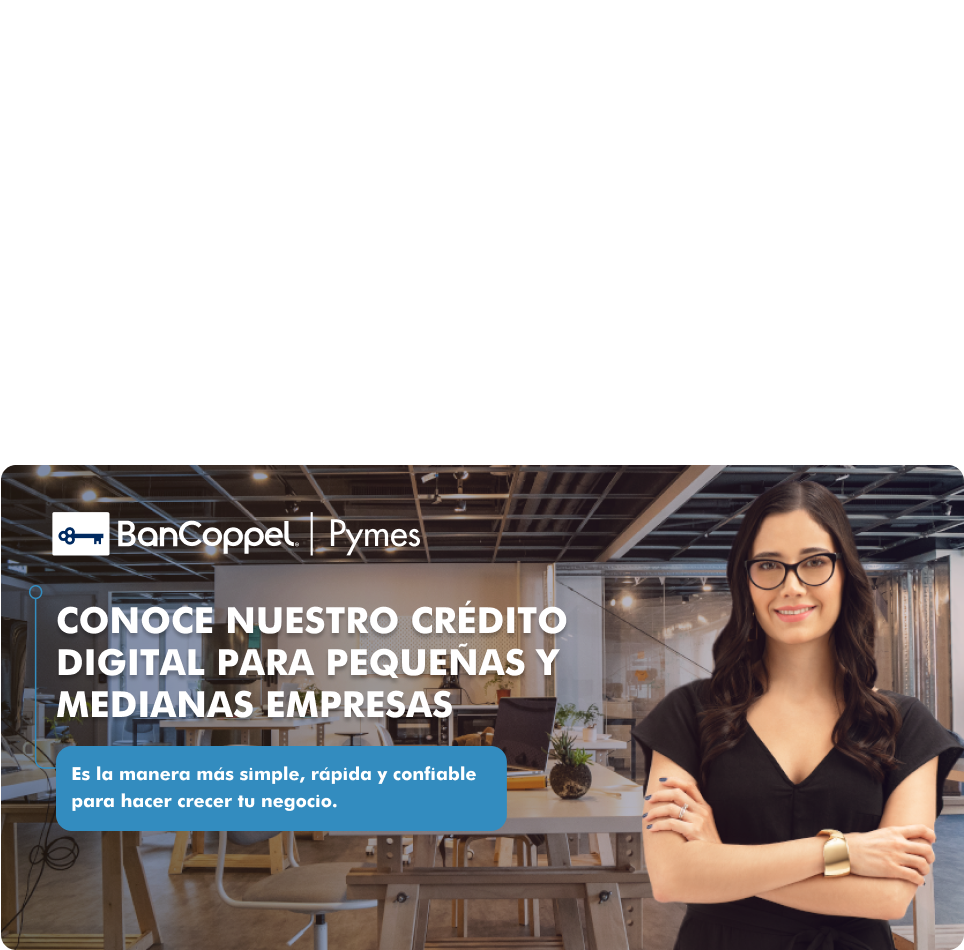 BanCoppel | Pymes
CONOCE NUESTRO CRÉDITO
DIGITAL PARA PEQUEÑAS Y
MEDIANAS EMPRESAS
Es la manera más simple, rápida y confiable
para hacer crecer tu negocio.